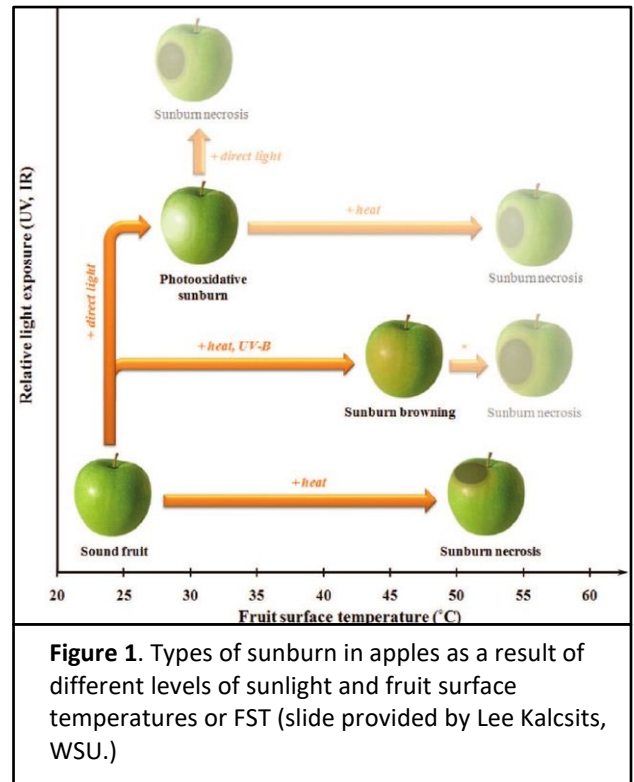 Sunburn necrosis
+direct light
+heat
Photooxidative
sunburn
Sunburn necrosis
+direct light
+heat, UV-B
*
Sunburn browning
Sunburn necrosis
+heat
Sound fruit
Sunburn necrosis
Relative light exposure (UV, IR)
20 25 30 35 40 45 50 55 60
Fruit surface temperature (˚C)
Figure 1. Types of sunburn in apples as a result of
different levels of sunlight and fruit surface
temperatures or FST (slide provided by Lee Kalcsits,
WSU.)